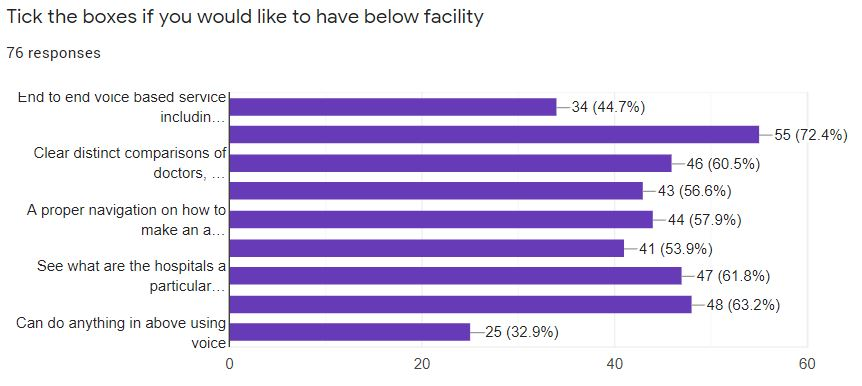 Tick the boxes if you would like to have below facility
76 responses
End to end voice based service
includin…
34 (44.7%)
55 (72.4%)
Clear distinct comparisons of
doctors, …
46 (60.5%)
43 (56.6%)
A proper navigation on how to
make an a…
44 (57.9%)
41 (53.9%)
See what are the hospitals a
particular…
47 (61.8%)
48 (63.2%)
Can do anything in above using
voice
25 (32.9%)
0
20
40
60